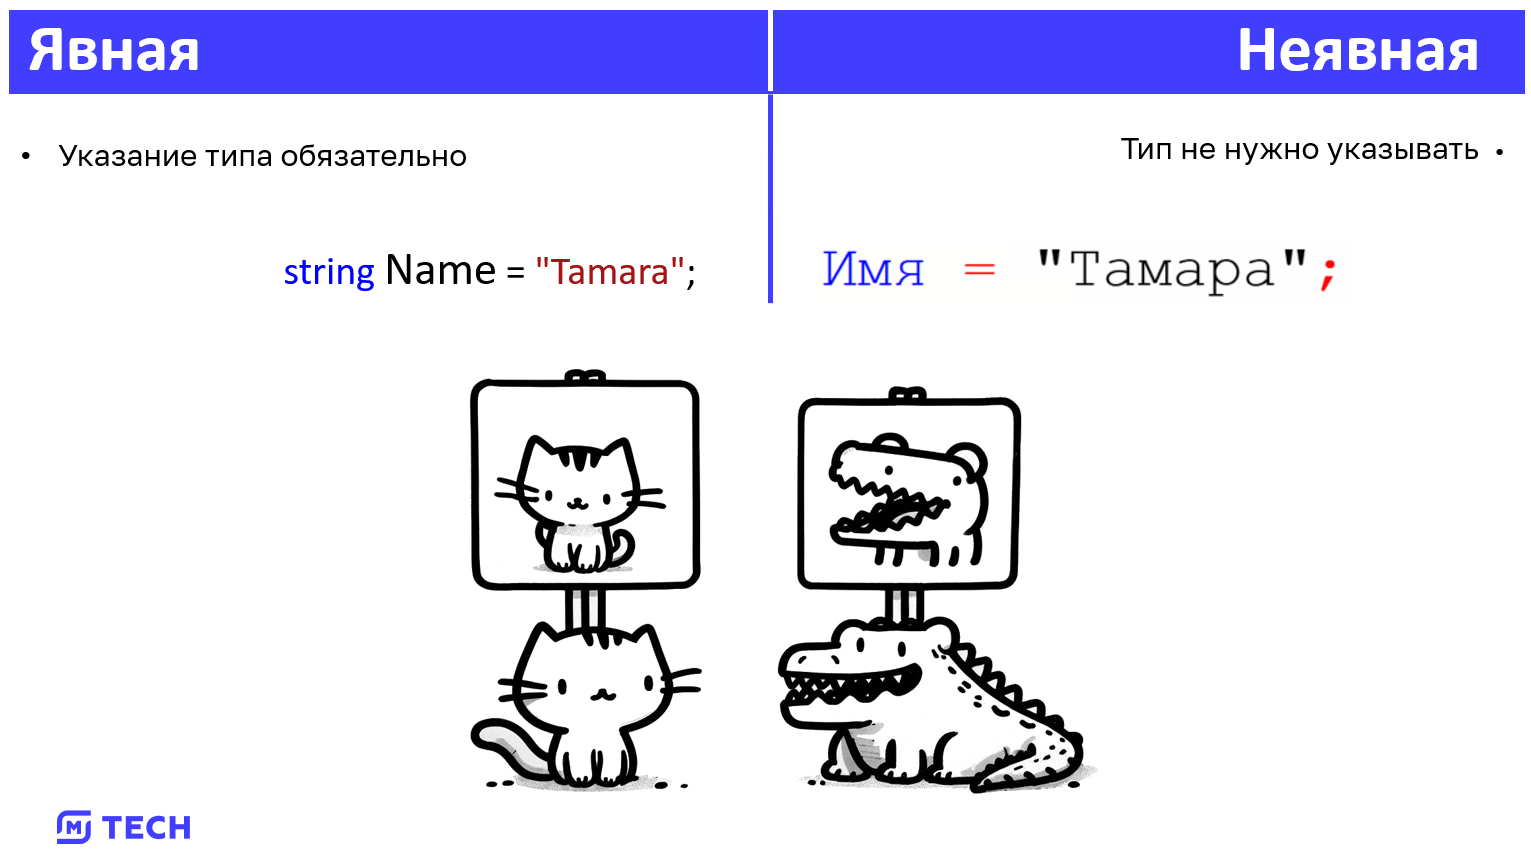 Явная
Неявная
• Указание типа обязательно
Тип не нужно указывать •
string Name = "Tamara";
Имя = "Тамара";
M TECH